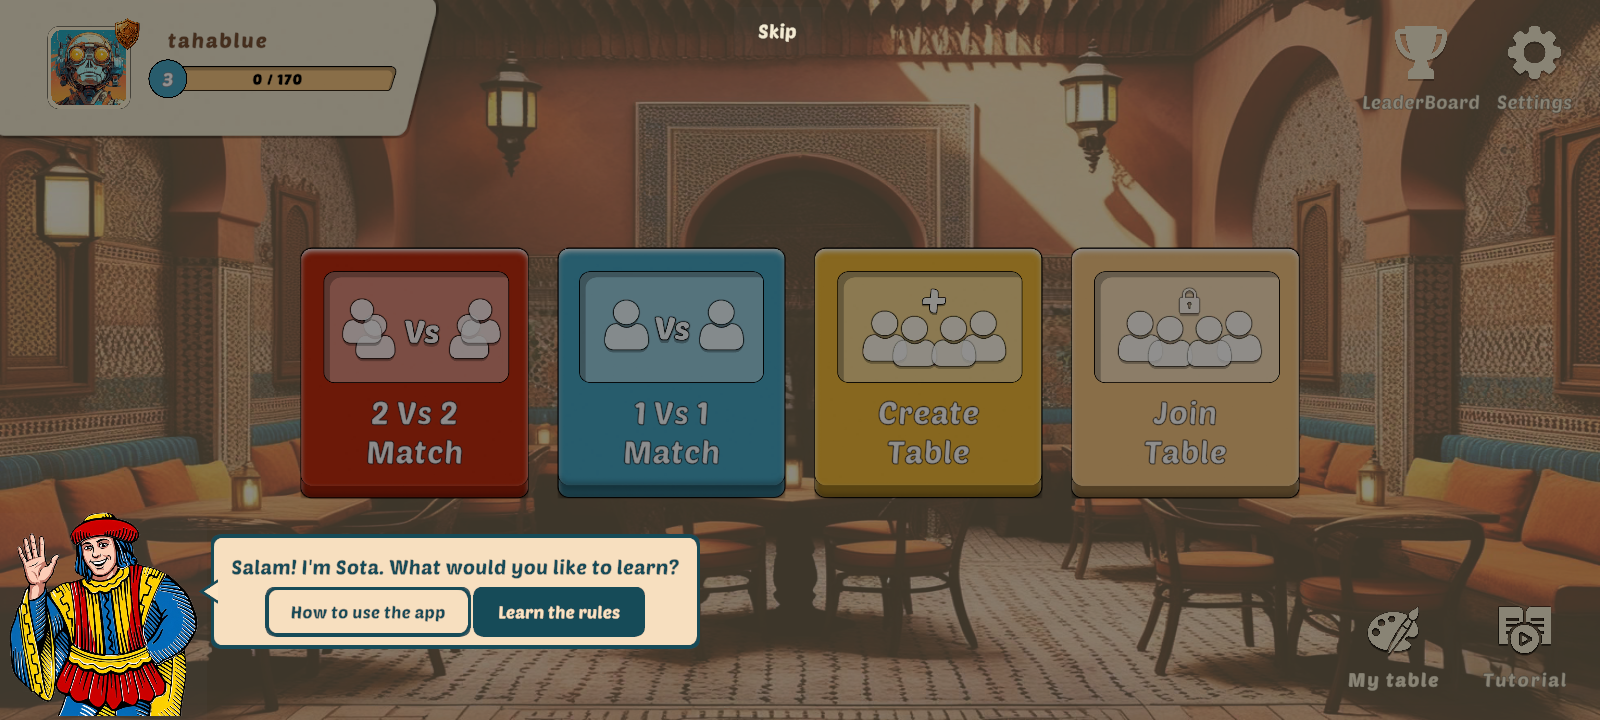 tahablue
3
0 / 170
Skip
LeaderBoard
Settings
Vs
2 Vs 2
Match
Vs
1 Vs 1
Match
Create
Table
Join
Table
Salam! I'm Sota. What would you like to learn?
How to use the app
Learn the rules
My table
Tutorial